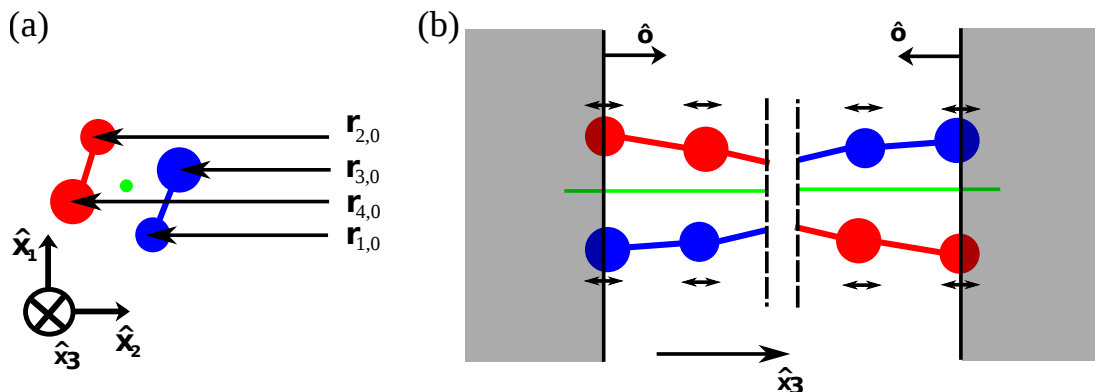 (a)
r2,0
r3,0
r4,0
r1,0
x̂1
x̂2
x̂3
(b)
ô
ô
x̂3